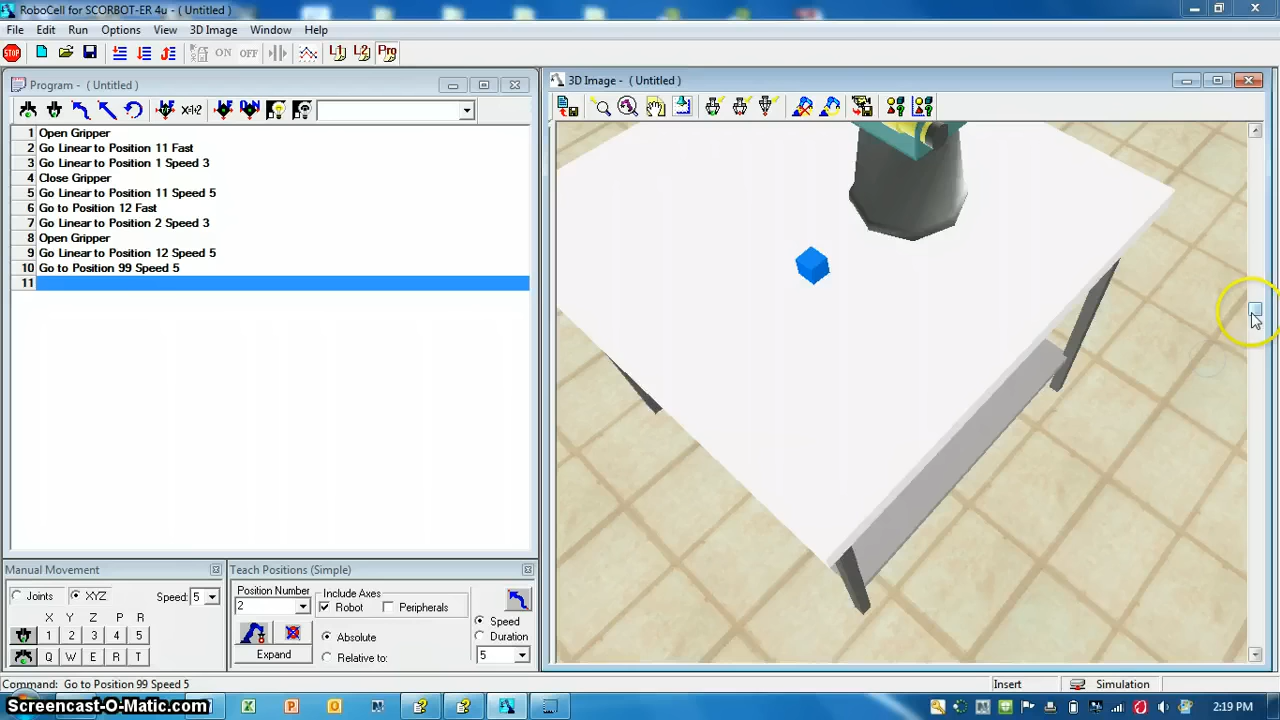 RoboCell for SCORBOT-ER 4u - ( Untitled )
File Edit Run Options View 3D Image Window Help
STOP ON OFF L1 L2 Prg
Program - ( Untitled )
3D Image - ( Untitled )
1 Open Gripper
2 Go Linear to Position 11 Fast
3 Go Linear to Position 1 Speed 3
4 Close Gripper
5 Go Linear to Position 11 Speed 5
6 Go to Position 12 Fast
7 Go Linear to Position 2 Speed 3
8 Open Gripper
9 Go Linear to Position 12 Speed 5
10 Go to Position 99 Speed 5
11
Manual Movement
Joints XYZ Speed: 5
X Y Z P R
1 2 3 4 5
Q W E R T
Teach Positions (Simple)
Position Number
2
Include Axes
Robot Peripherals
Absolute
Relative to:
Expand
Speed
Duration
5
Command: Go to Position 99 Speed 5
Insert Simulation
Screencast-O-Matic.com
2:19 PM